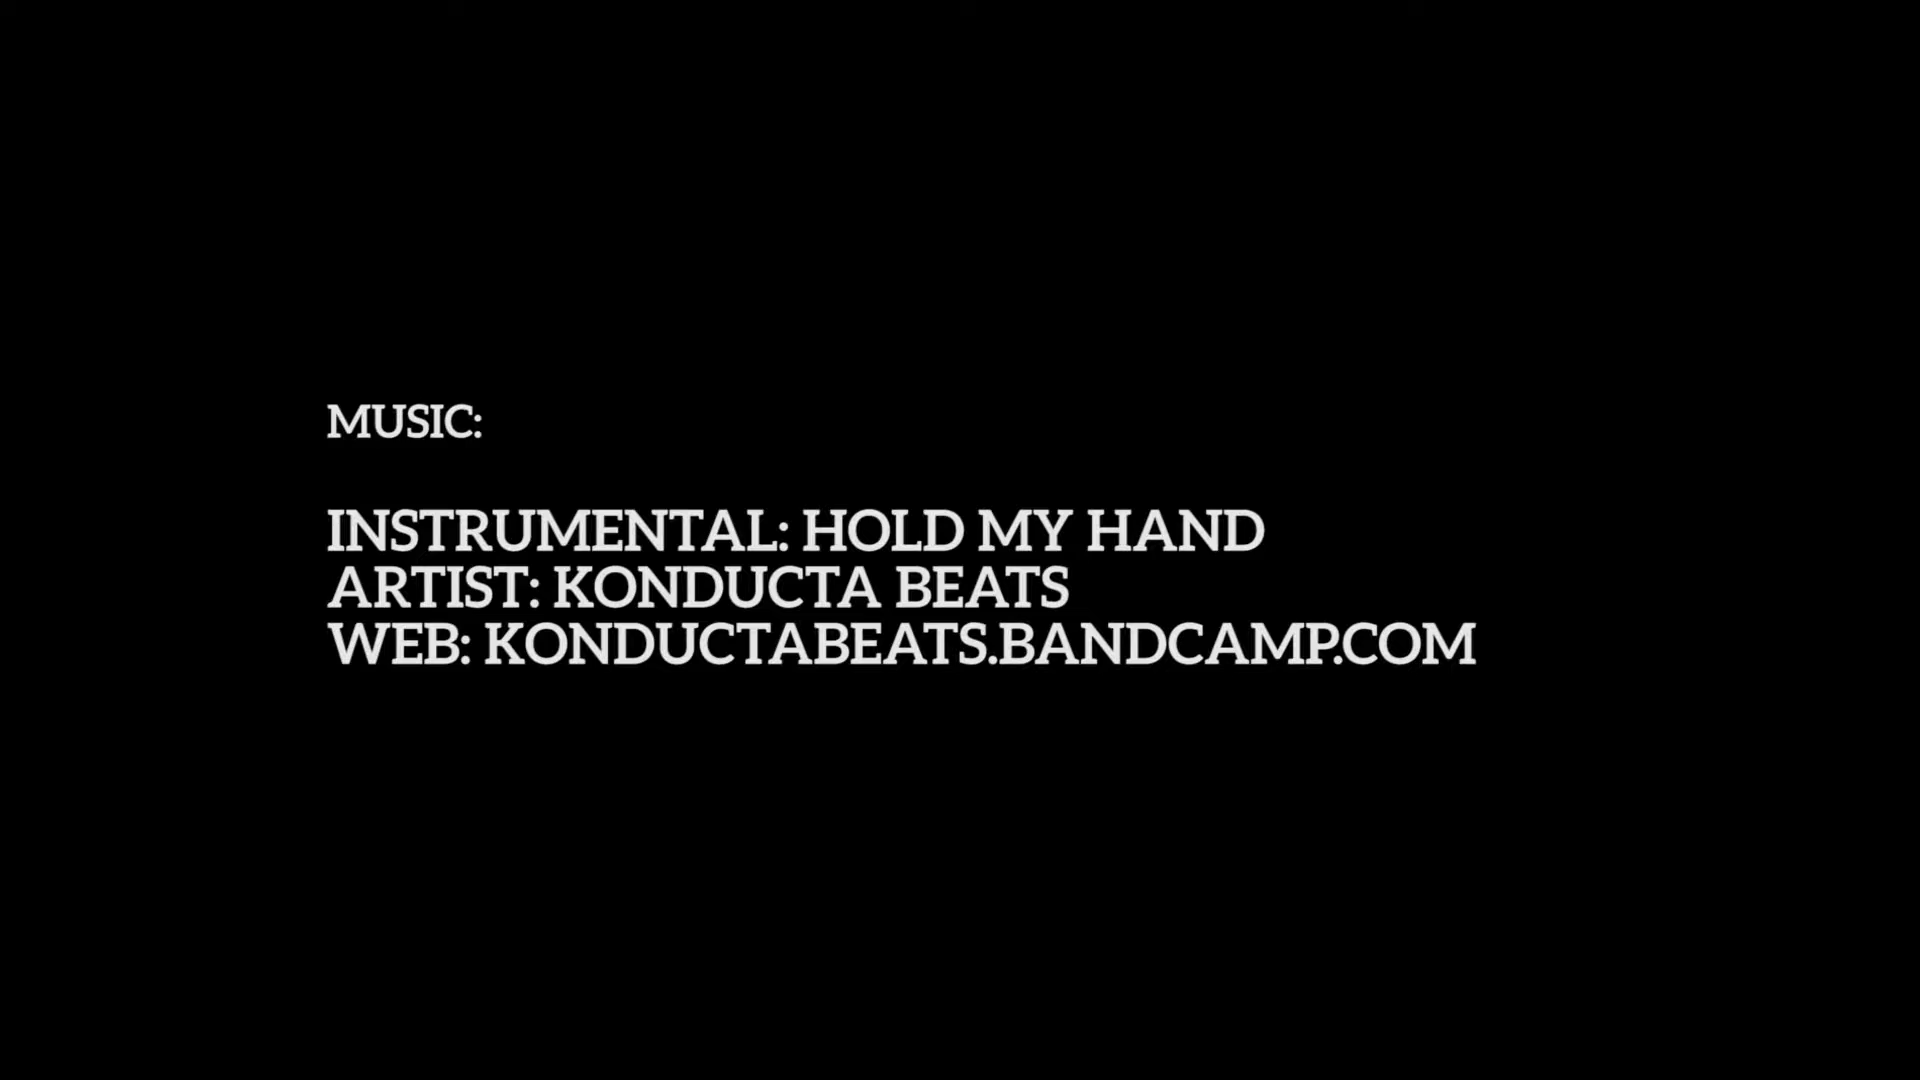 MUSIC:
INSTRUMENTAL: HOLD MY HAND
ARTIST: KONDUCTA BEATS
WEB: KONDUCTABEATS.BANDCAMP.COM